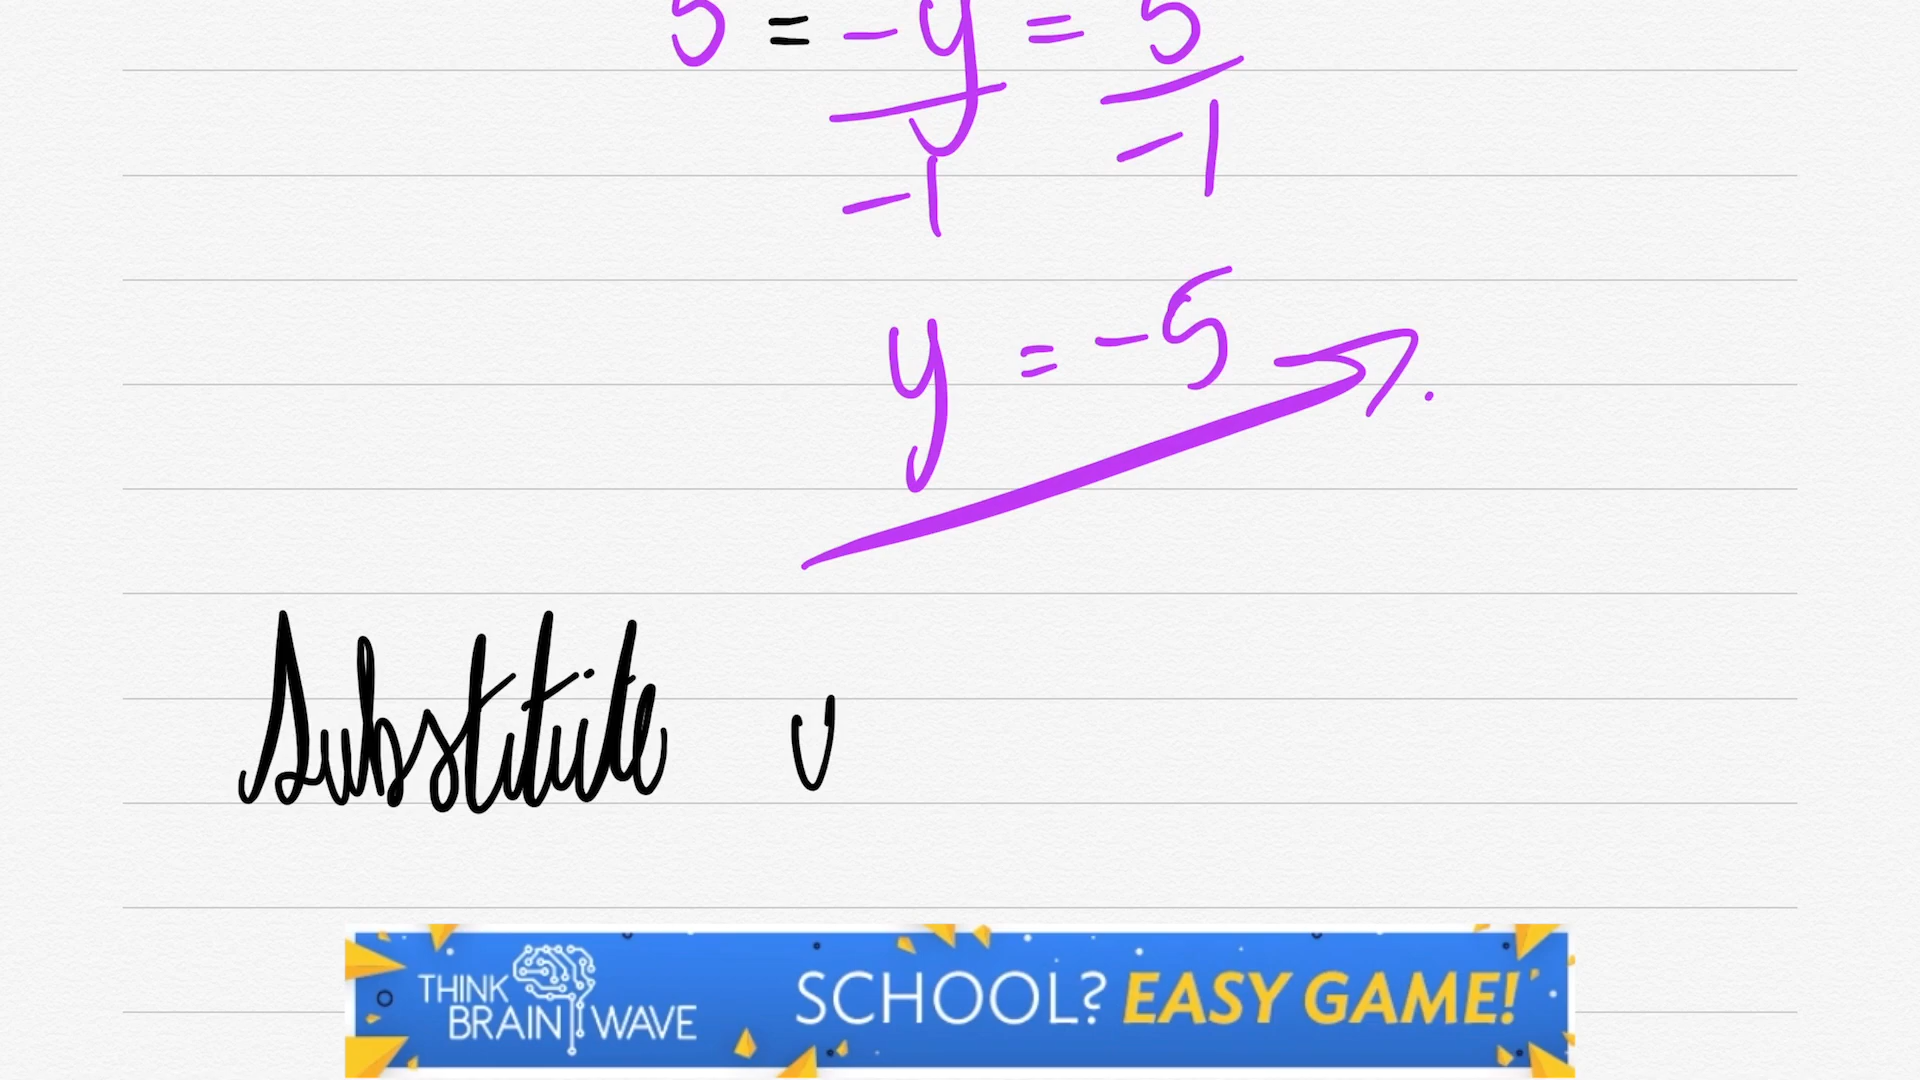 5 = -y = 5
-1 -1
y = -5
Substitute
THINK
BRAIN WAVE
SCHOOL? EASY GAME!